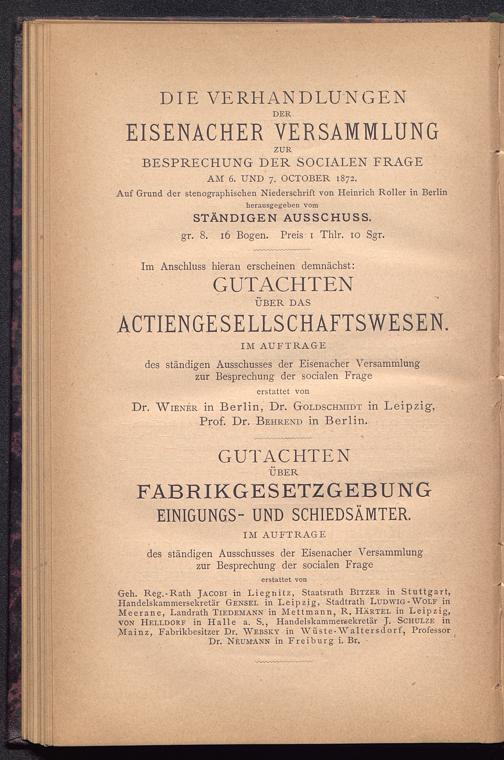 DIE VERHANDLUNGEN
DER
EISENACHER VERSAMMLUNG
ZUR
BESPRECHUNG DER SOCIALEN FRAGE
AM 6. UND 7. OCTOBER 1872.
Auf Grund der stenographischen Niederschrift von Heinrich Roller in Berlin
herausgegeben vom
STÄNDIGEN AUSSCHUSS.
gr. 8. 16 Bogen. Preis 1 Thlr. 10 Sgr.
Im Anschluss hieran erscheinen demnächst:
GUTACHTEN
ÜBER DAS
ACTIENGESELLSCHAFTSWESEN.
IM AUFTRAGE
des ständigen Ausschusses der Eisenacher Versammlung
zur Besprechung der socialen Frage
erstattet von
Dr. WIENER in Berlin, Dr. GOLDSCHMIDT in Leipzig,
Prof. Dr. BEHREND in Berlin.
GUTACHTEN
ÜBER
FABRIKGESETZGEBUNG
EINIGUNGS- UND SCHIEDSÄMTER.
IM AUFTRAGE
des ständigen Ausschusses der Eisenacher Versammlung
zur Besprechung der socialen Frage
erstattet von
Geh. Reg.-Rath JACOBI in Liegnitz, Staatsrath BITZER in Stuttgart,
Handelskammersekretär GENSEL in Leipzig, Stadtrath LUDWIG-WOLF in
Meerane, Landrath TIEDEMANN in Mettmann, R. HÄRTEL in Leipzig,
VON HELLDORF in Halle a. S., Handelskammersekretär J. SCHULZE in
Mainz, Fabrikbesitzer Dr. WEBSKY in Wüste-Waltersdorf, Professor
Dr. NEUMANN in Freiburg i. Br.